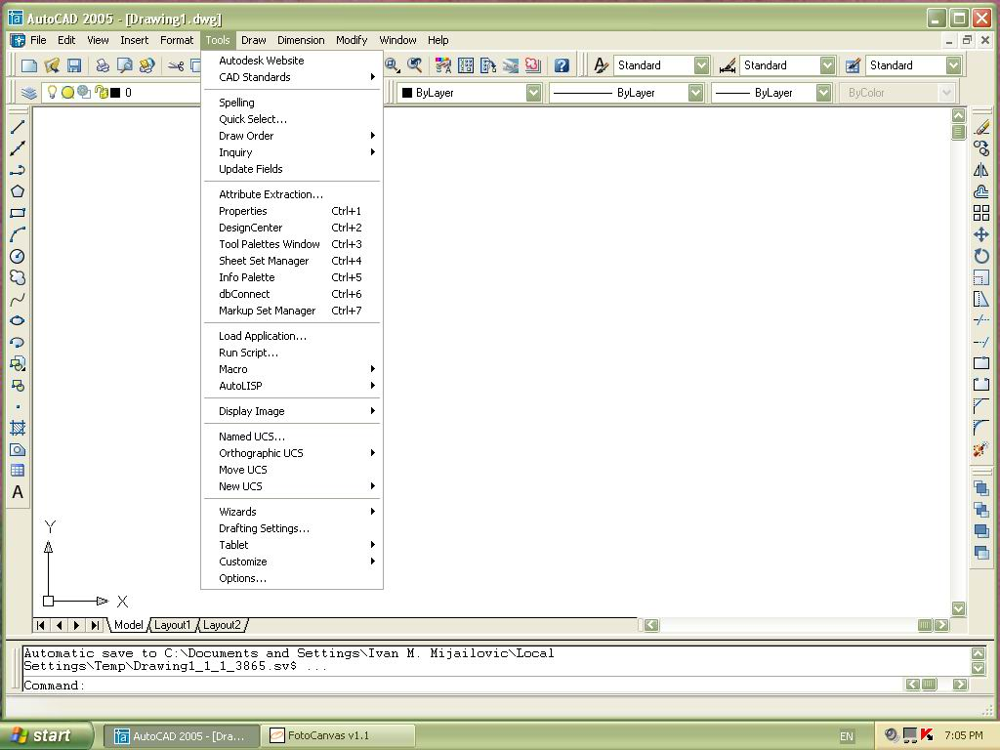 AutoCAD 2005 - [Drawing1.dwg]
File Edit View Insert Format Tools Draw Dimension Modify Window Help
Standard Standard Standard
0 ByLayer ByLayer ByLayer ByColor
Autodesk Website
CAD Standards
Spelling
Quick Select...
Draw Order
Inquiry
Update Fields
Attribute Extraction...
Properties Ctrl+1
DesignCenter Ctrl+2
Tool Palettes Window Ctrl+3
Sheet Set Manager Ctrl+4
Info Palette Ctrl+5
dbConnect Ctrl+6
Markup Set Manager Ctrl+7
Load Application...
Run Script...
Macro
AutoLISP
Display Image
Named UCS...
Orthographic UCS
Move UCS
New UCS
Wizards
Drafting Settings...
Tablet
Customize
Options...
A
Y
X
Model Layout1 Layout2
Automatic save to C:\Documents and Settings\Ivan M. Mijailovic\Local
Settings\Temp\Drawing1_1_1_3865.sv$ ...
Command:
start AutoCAD 2005 - [Dra... FotoCanvas v1.1 EN 7:05 PM